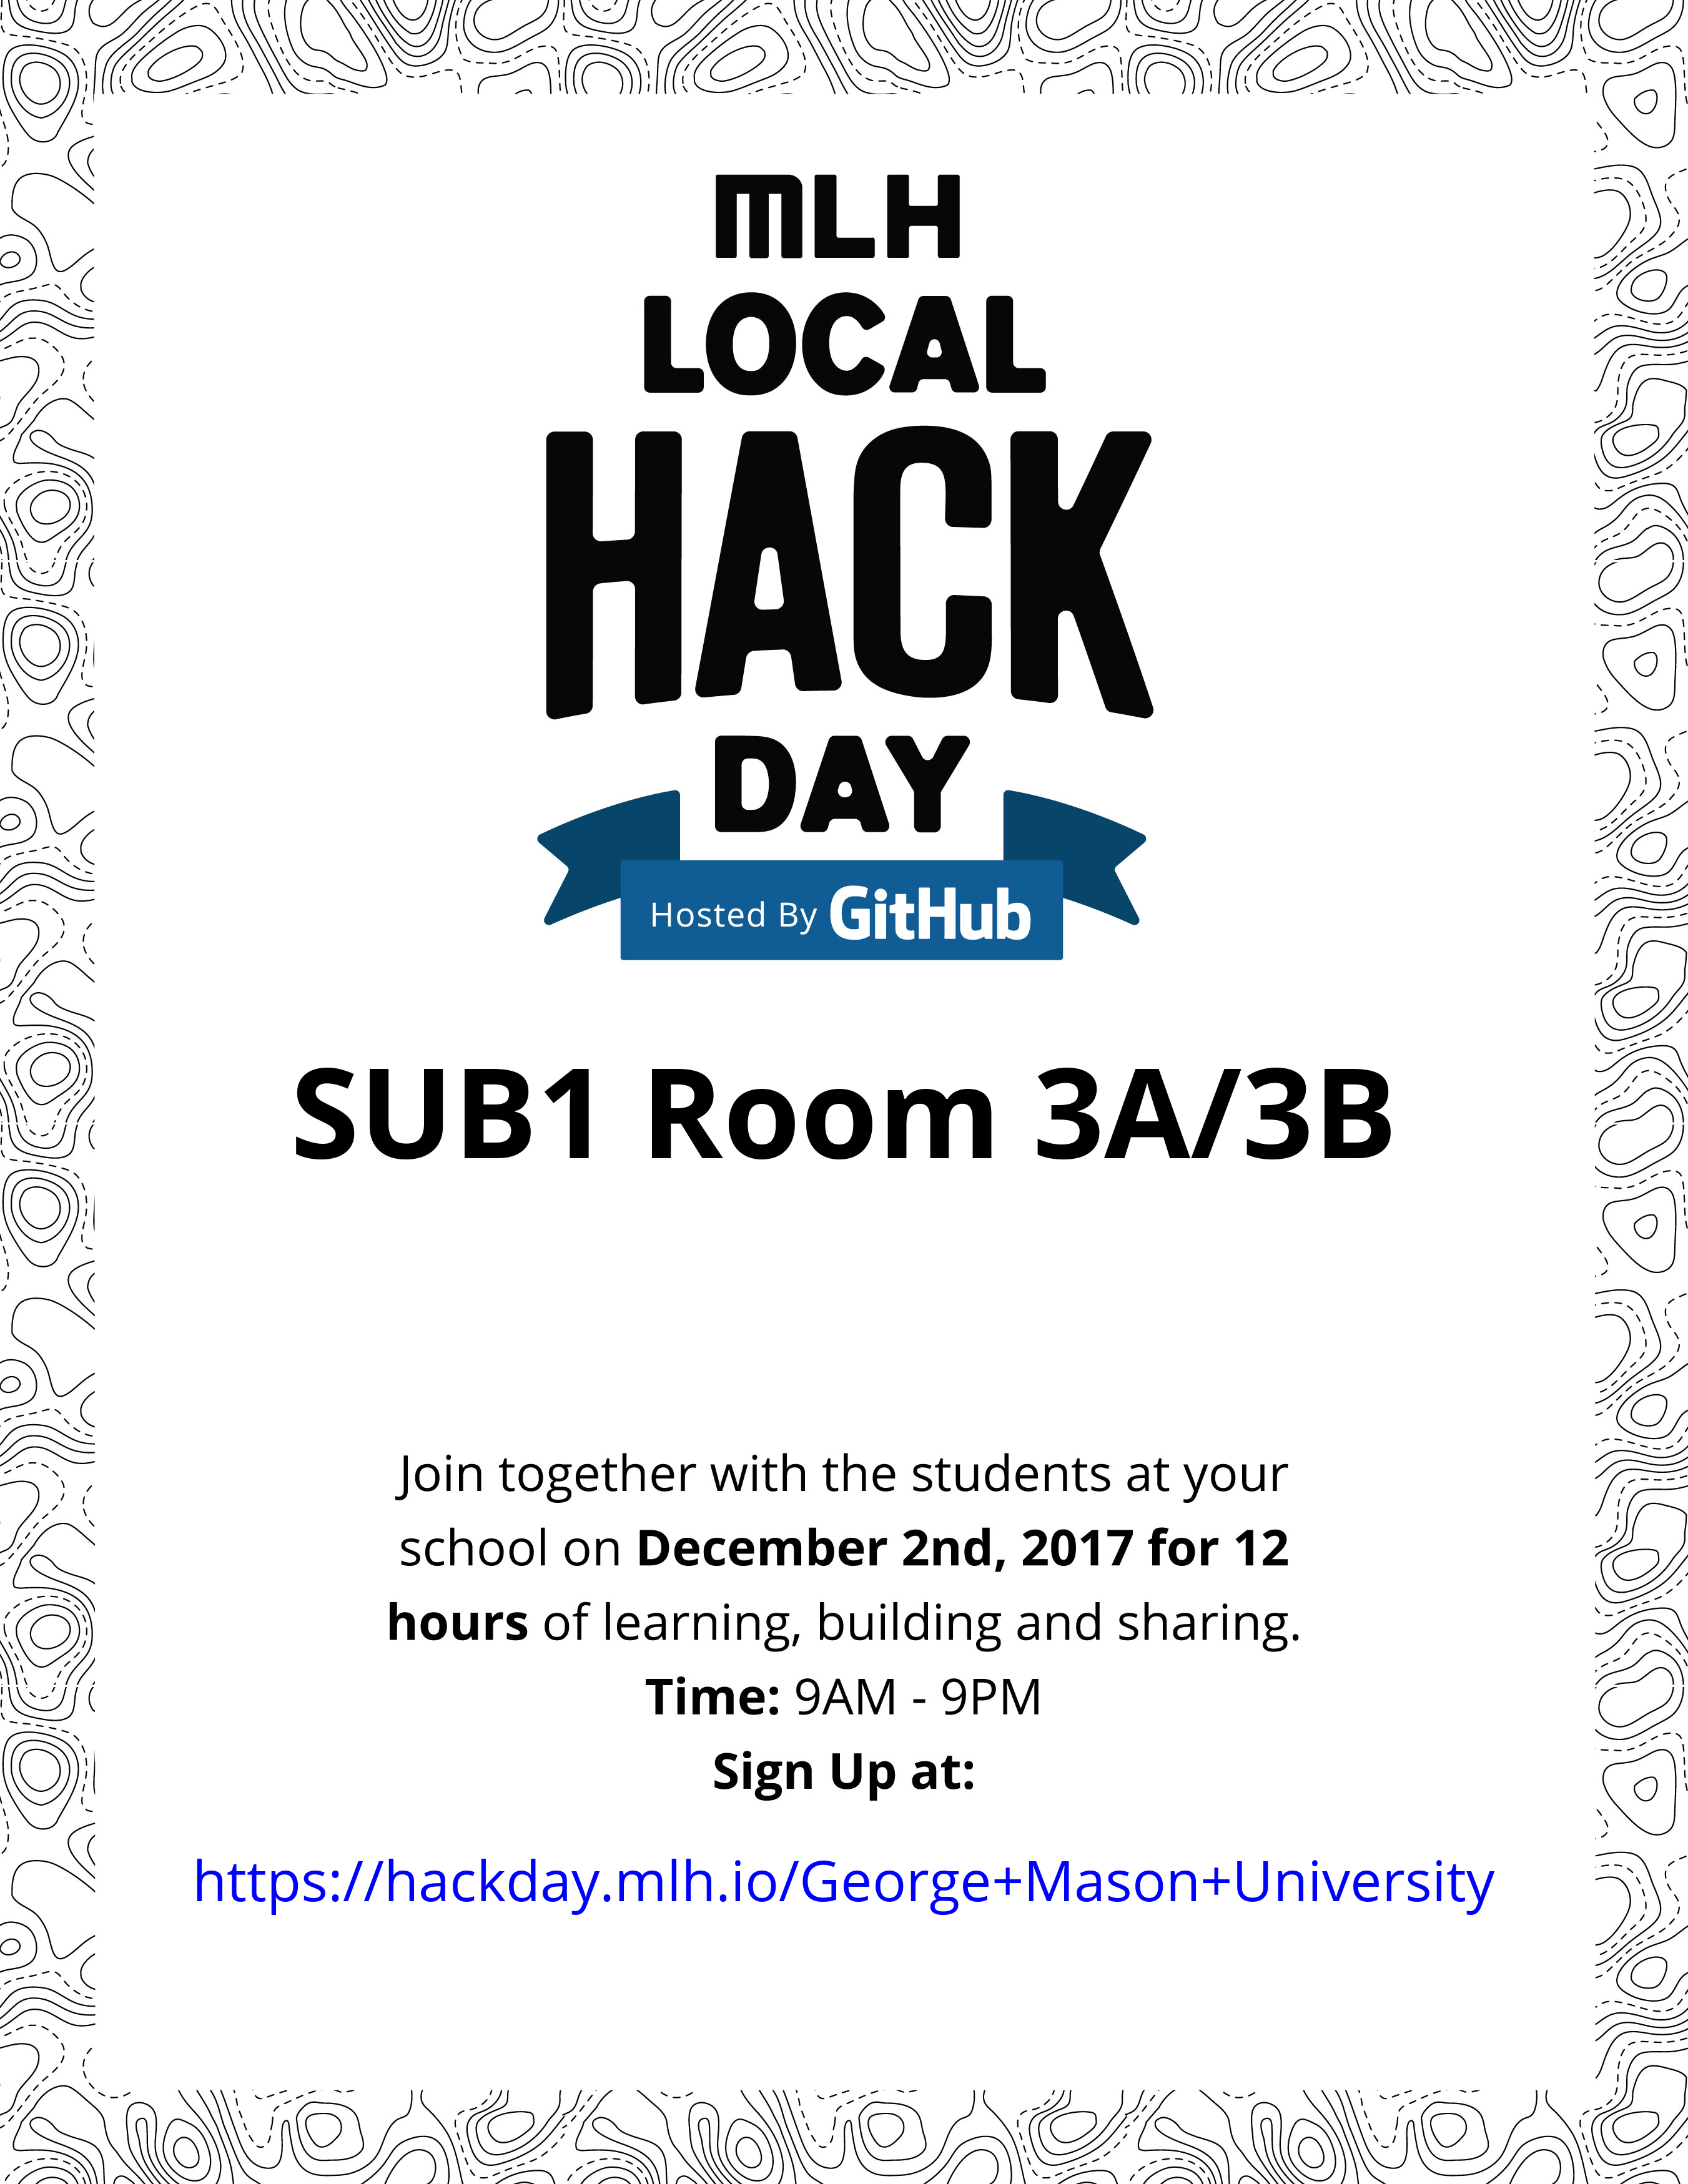 MLH
LOCAL
HACK
DAY
Hosted By GitHub
SUB1 Room 3A/3B
Join together with the students at your
school on December 2nd, 2017 for 12
hours of learning, building and sharing.
Time: 9AM - 9PM
Sign Up at:
https://hackday.mlh.io/George+Mason+University